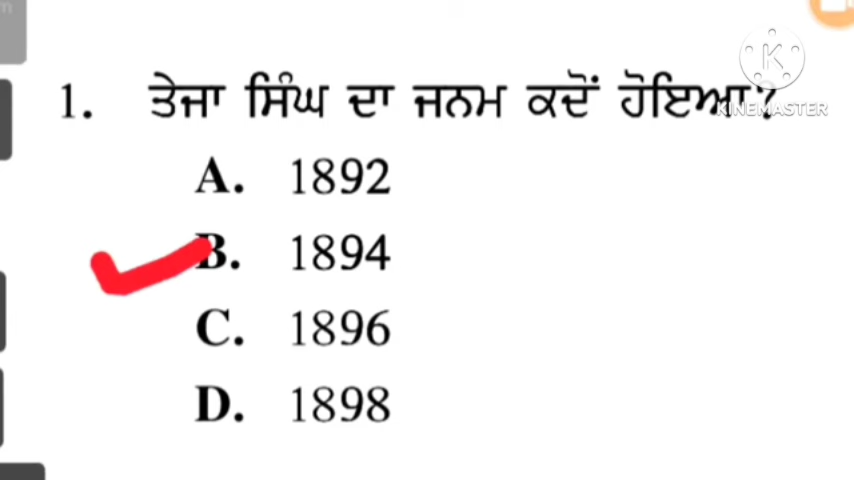 1. ਤੇਜਾ ਸਿੰਘ ਦਾ ਜਨਮ ਕਦੋਂ ਹੋਇਆ?
KINEMASTER
A. 1892
B. 1894
C. 1896
D. 1898